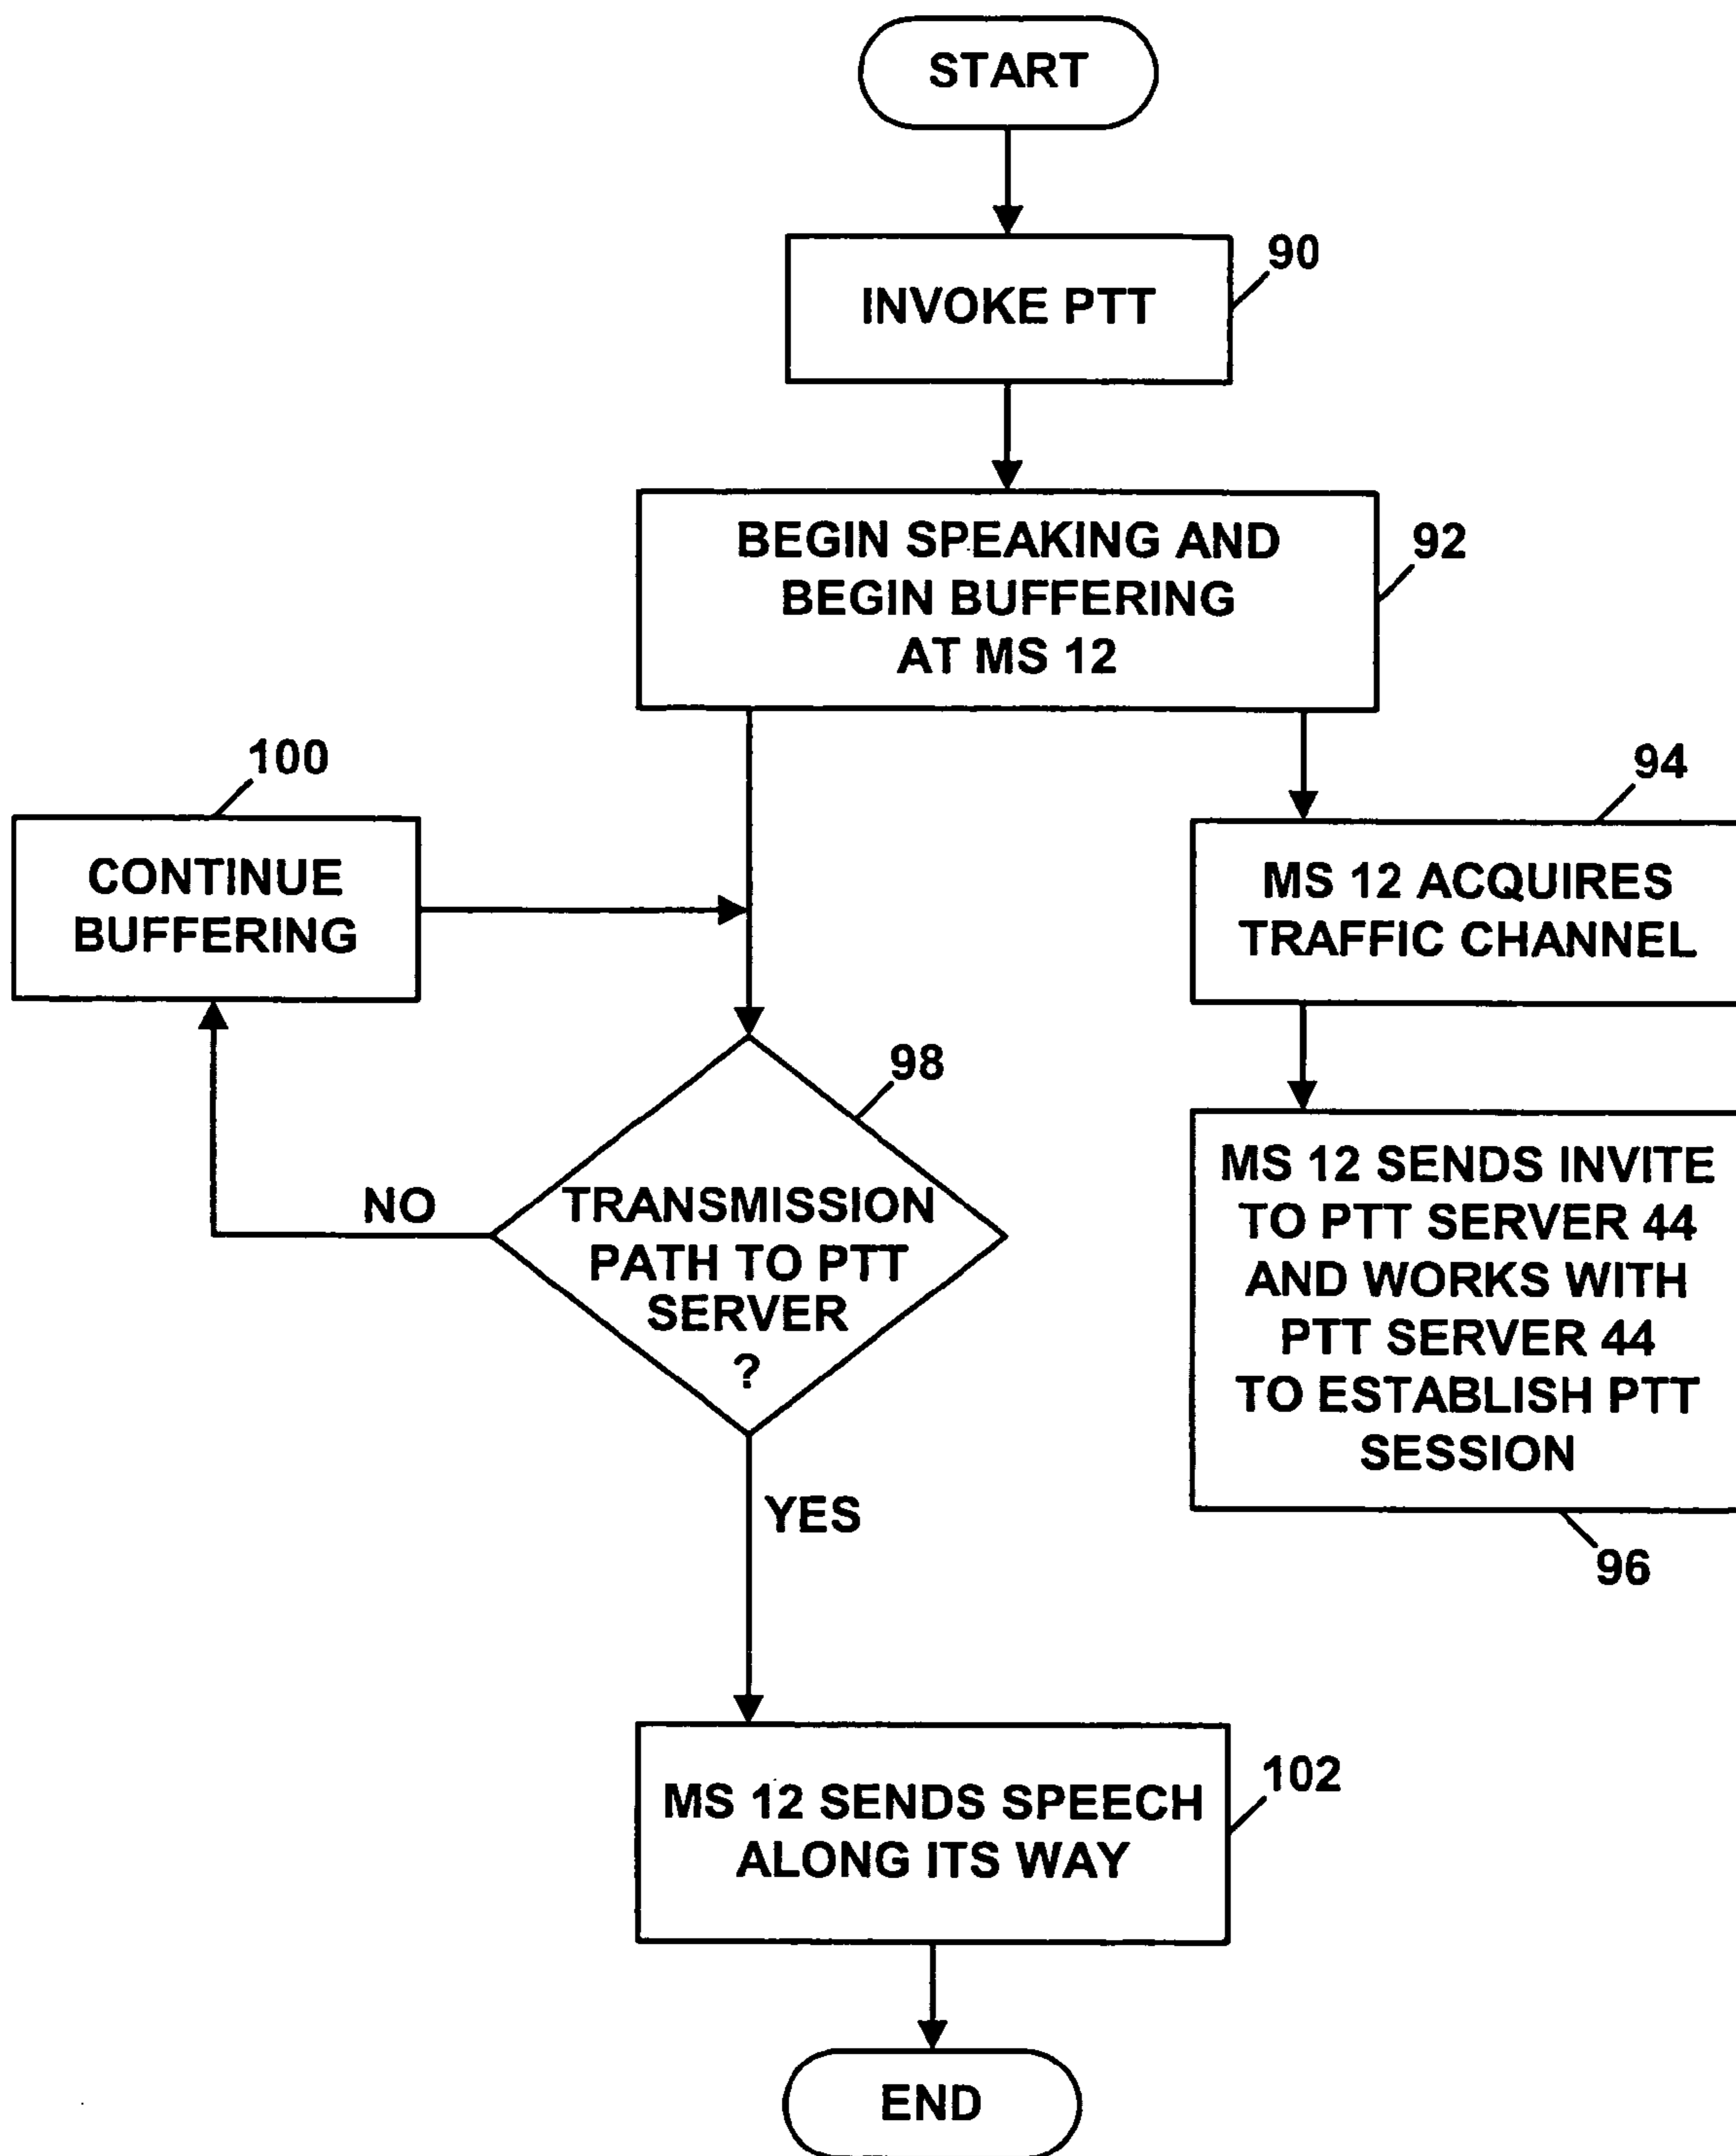 START
INVOKE PTT
90
BEGIN SPEAKING AND
BEGIN BUFFERING
AT MS 12
92
100
CONTINUE
BUFFERING
94
MS 12 ACQUIRES
TRAFFIC CHANNEL
98
TRANSMISSION
PATH TO PTT
SERVER
?
NO
YES
MS 12 SENDS INVITE
TO PTT SERVER 44
AND WORKS WITH
PTT SERVER 44
TO ESTABLISH PTT
SESSION
96
MS 12 SENDS SPEECH
ALONG ITS WAY
102
END